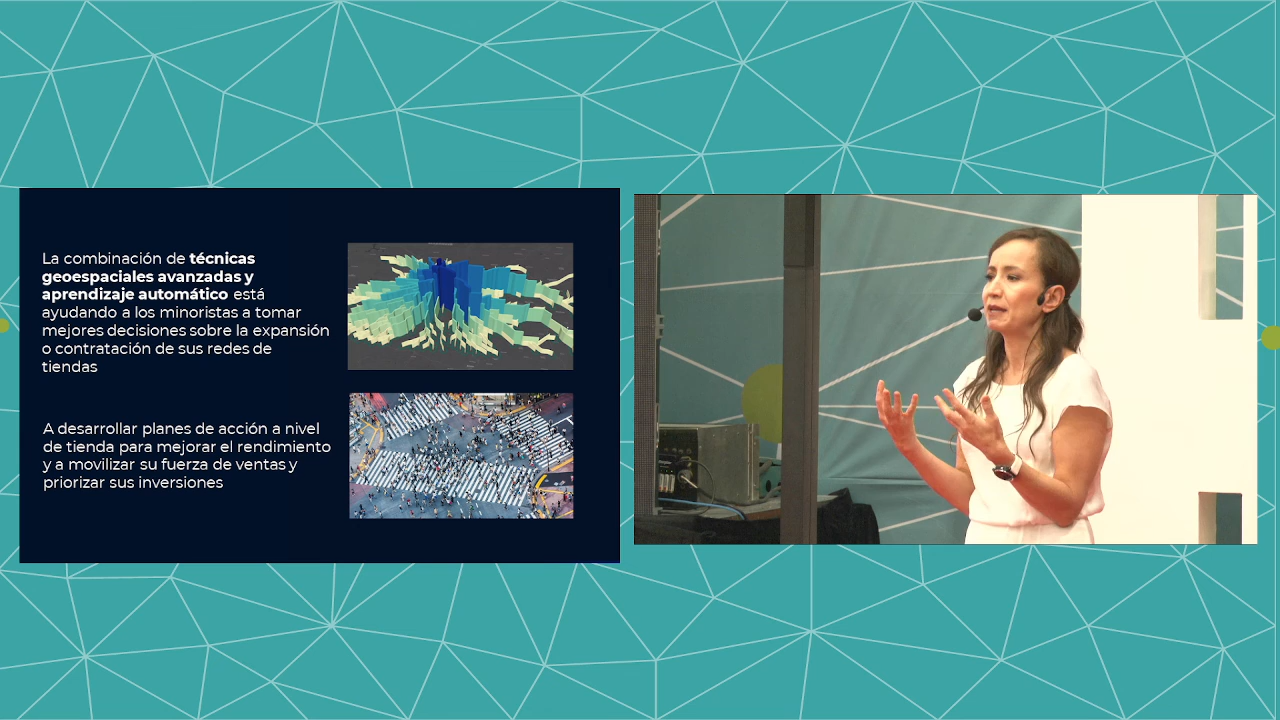 La combinación de técnicas
geoespaciales avanzadas y
aprendizaje automático está
ayudando a los minoristas a tomar
mejores decisiones sobre la expansión
o contratación de sus redes de
tiendas
A desarrollar planes de acción a nivel
de tienda para mejorar el rendimiento
y a movilizar su fuerza de ventas y
priorizar sus inversiones